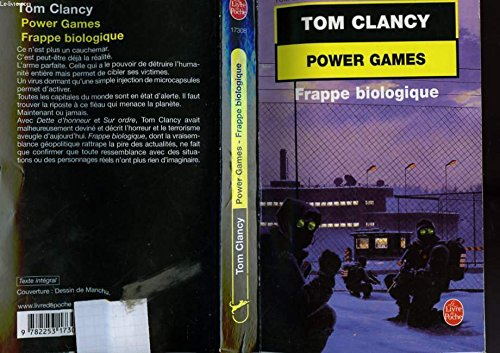 Le-livre
Tom Clancy
Power Games
Frappe biologique
Ce n'est plus un cauchemar.
C'est peut-être déjà la réalité.
L'arme parfaite. Celle qui a le pouvoir de détruire l'huma-
nité entière mais permet de cibler ses victimes.
Un virus dormant qu'une simple injection de microcapsules
permet d'activer.
Toutes les capitales du monde sont en état d'alerte. Il faut
trouver la riposte à ce fléau qui menace la planète.
Maintenant ou jamais.
Avec Dette d'honneur et Sur ordre, Tom Clancy avait
malheureusement deviné et décrit l'horreur et le terrorisme
aveugle d'aujourd'hui. Frappe biologique, dont la vraisem-
blance géopolitique rattrape la pire des actualités, ne fait
que confirmer que toute ressemblance avec des situa-
tions ou des personnages réels n'ont plus rien d'imaginaire.
Texte intégral
Couverture : Dessin de Manchu.
www.livredepoche
9 782253 173
17308
Tom Clancy Power Games - Frappe biologique
TOM CLANCY
POWER GAMES
Frappe biologique
Le Livre de Poche